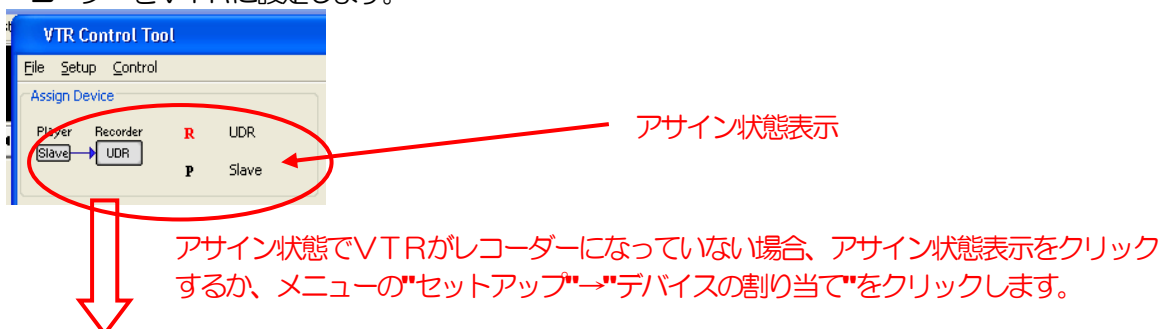 コーダーをVTRに設定します。
VTR Control Tool
File Setup Control
Assign Device
Player Recorder R UDR
Slave UDR
P Slave
アサイン状態表示
アサイン状態でVTRがレコーダーになっていない場合、アサイン状態表示をクリック
するか、メニューの"セットアップ"→"デバイスの割り当て"をクリックします。